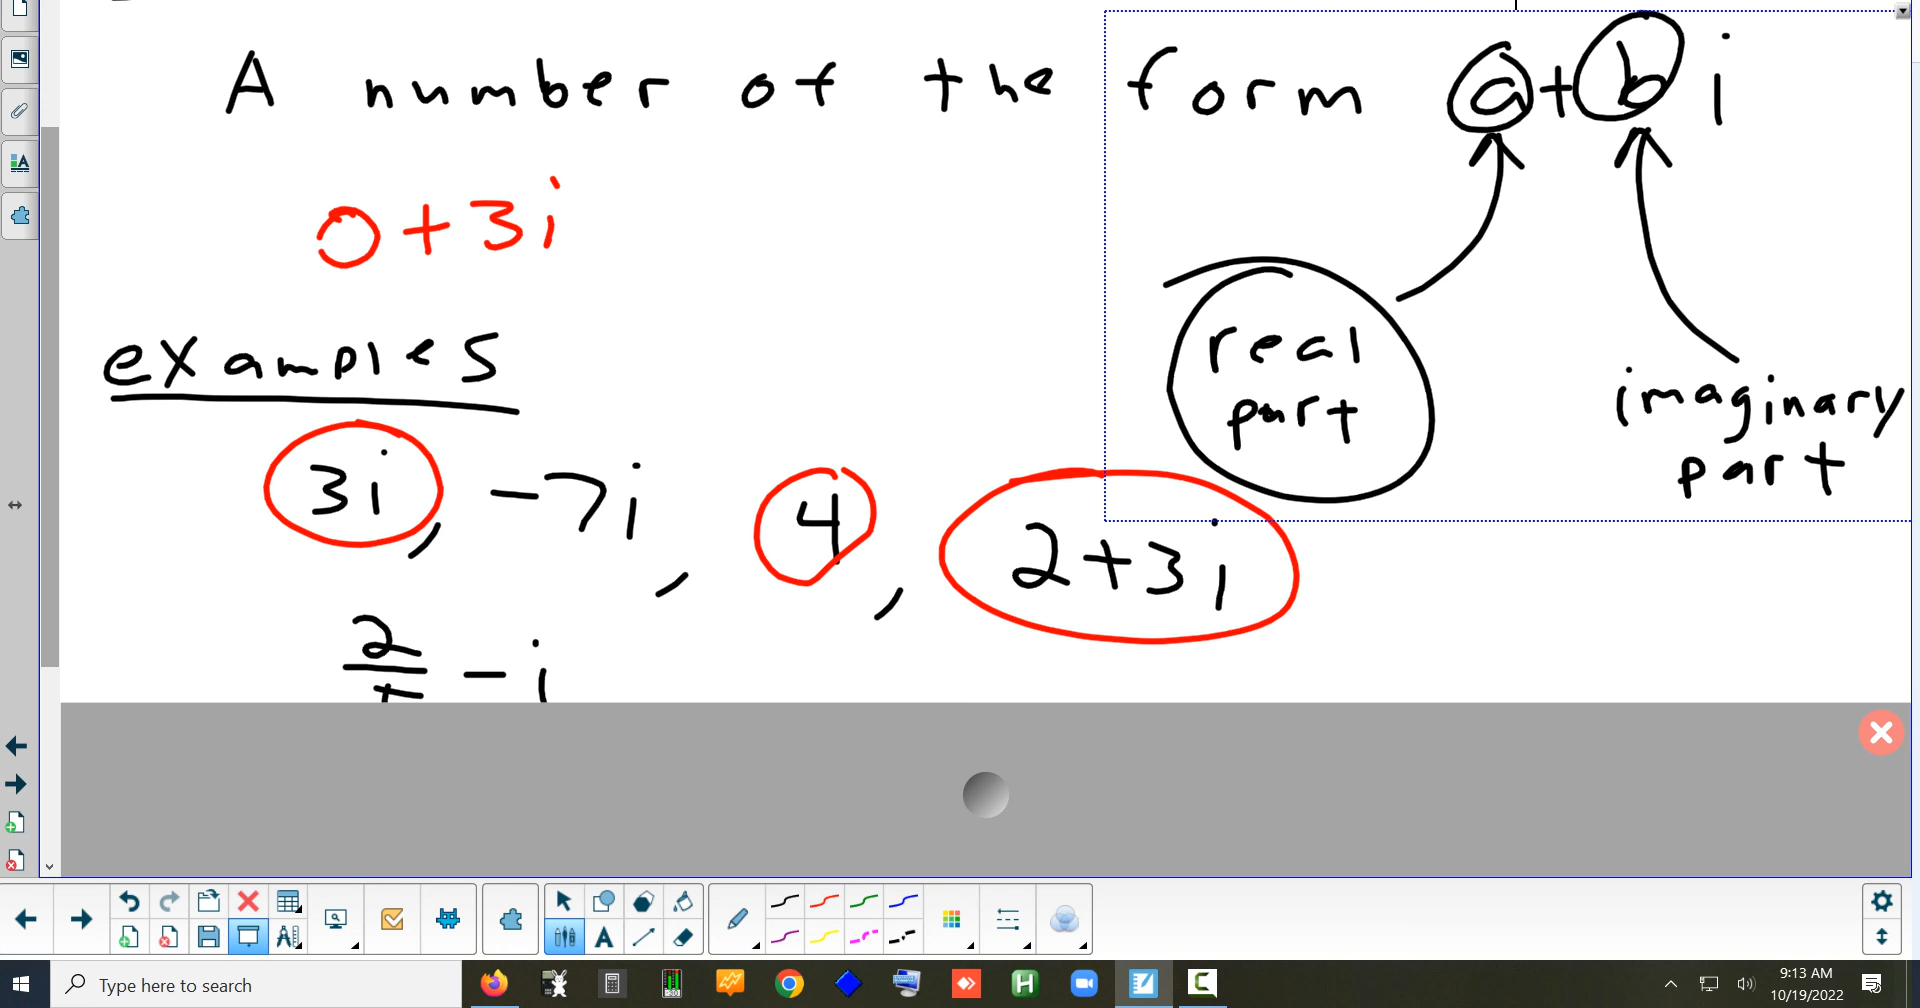 A number of the form a+bi
0+3i
real part
imaginary part
examples
3i, -7i, 4, 2+3i
2
- i
Type here to search
9:13 AM
10/19/2022